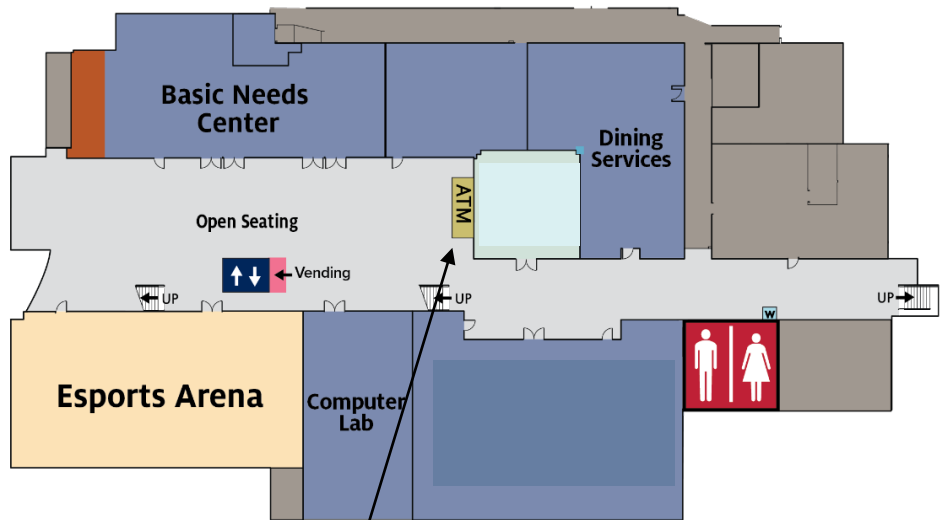 Basic Needs
Center
Dining
Services
ATM
Open Seating
Vending
UP
UP
UP
W
Esports Arena
Computer
Lab